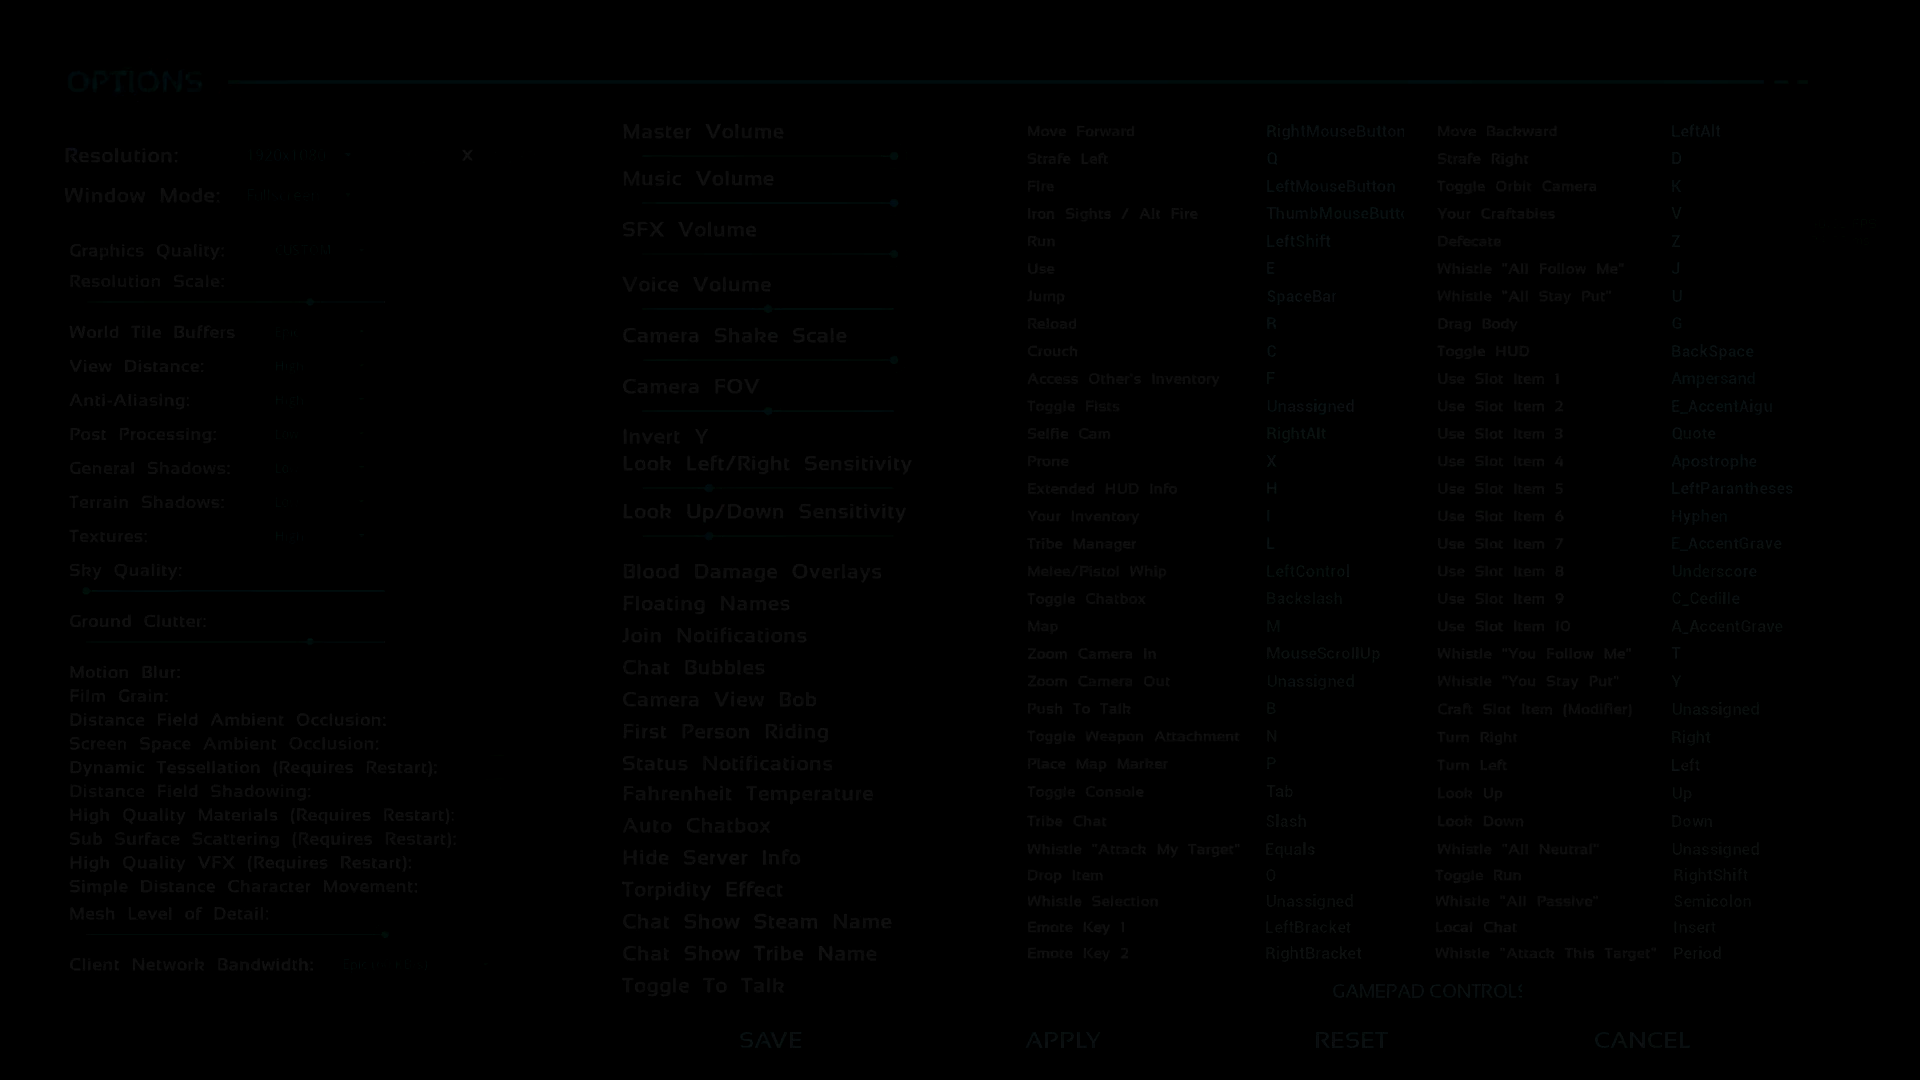 OPTIONS
Resolution: X
Window Mode:
Graphics Quality:
Resolution Scale:
World Tile Buffers
View Distance:
Anti-Aliasing:
Post Processing:
General Shadows:
Terrain Shadows:
Textures:
Sky Quality:
Ground Clutter:
Motion Blur:
Film Grain:
Distance Field Ambient Occlusion:
Screen Space Ambient Occlusion:
Dynamic Tessellation (Requires Restart):
Distance Field Shadowing:
High Quality Materials (Requires Restart):
Sub Surface Scattering (Requires Restart):
High Quality VFX (Requires Restart):
Simple Distance Character Movement:
Mesh Level of Detail:
Client Network Bandwidth:
Master Volume
Music Volume
SFX Volume
Voice Volume
Camera Shake Scale
Camera FOV
Invert Y
Look Left/Right Sensitivity
Look Up/Down Sensitivity
Blood Damage Overlays
Floating Names
Join Notifications
Chat Bubbles
Camera View Bob
First Person Riding
Status Notifications
Fahrenheit Temperature
Auto Chatbox
Hide Server Info
Torpidity Effect
Chat Show Steam Name
Chat Show Tribe Name
Toggle To Talk
Move Forward RightMouseButton
Strafe Left Q
Fire LeftMouseButton
Iron Sights / Alt Fire ThumbMouseButt
Run LeftShift
Use E
Jump SpaceBar
Reload R
Crouch C
Access Other's Inventory F
Toggle Fists Unassigned
Selfie Cam RightAlt
Prone X
Extended HUD Info H
Your Inventory I
Tribe Manager L
Melee/Pistol Whip LeftControl
Toggle Chatbox Backslash
Map M
Zoom Camera In MouseScrollUp
Zoom Camera Out Unassigned
Push To Talk B
Toggle Weapon Attachment N
Place Map Marker P
Toggle Console Tab
Tribe Chat Slash
Whistle "Attack My Target" Equals
Drop Item O
Whistle Selection Unassigned
Emote Key 1 LeftBracket
Emote Key 2 RightBracket
Move Backward LeftAlt
Strafe Right D
Toggle Orbit Camera K
Your Craftables V
Defecate Z
Whistle "All Follow Me" J
Whistle "All Stay Put" U
Drag Body G
Toggle HUD BackSpace
Use Slot Item 1 Ampersand
Use Slot Item 2 E_AccentAigu
Use Slot Item 3 Quote
Use Slot Item 4 Apostrophe
Use Slot Item 5 LeftParantheses
Use Slot Item 6 Hyphen
Use Slot Item 7 E_AccentGrave
Use Slot Item 8 Underscore
Use Slot Item 9 C_Cedille
Use Slot Item 10 A_AccentGrave
Whistle "You Follow Me" T
Whistle "You Stay Put" Y
Craft Slot Item (Modifier) Unassigned
Turn Right Right
Turn Left Left
Look Up Up
Look Down Down
Whistle "All Neutral" Unassigned
Toggle Run RightShift
Whistle "All Passive" Semicolon
Local Chat Insert
Whistle "Attack This Target" Period
GAMEPAD CONTROLS
SAVE APPLY RESET CANCEL